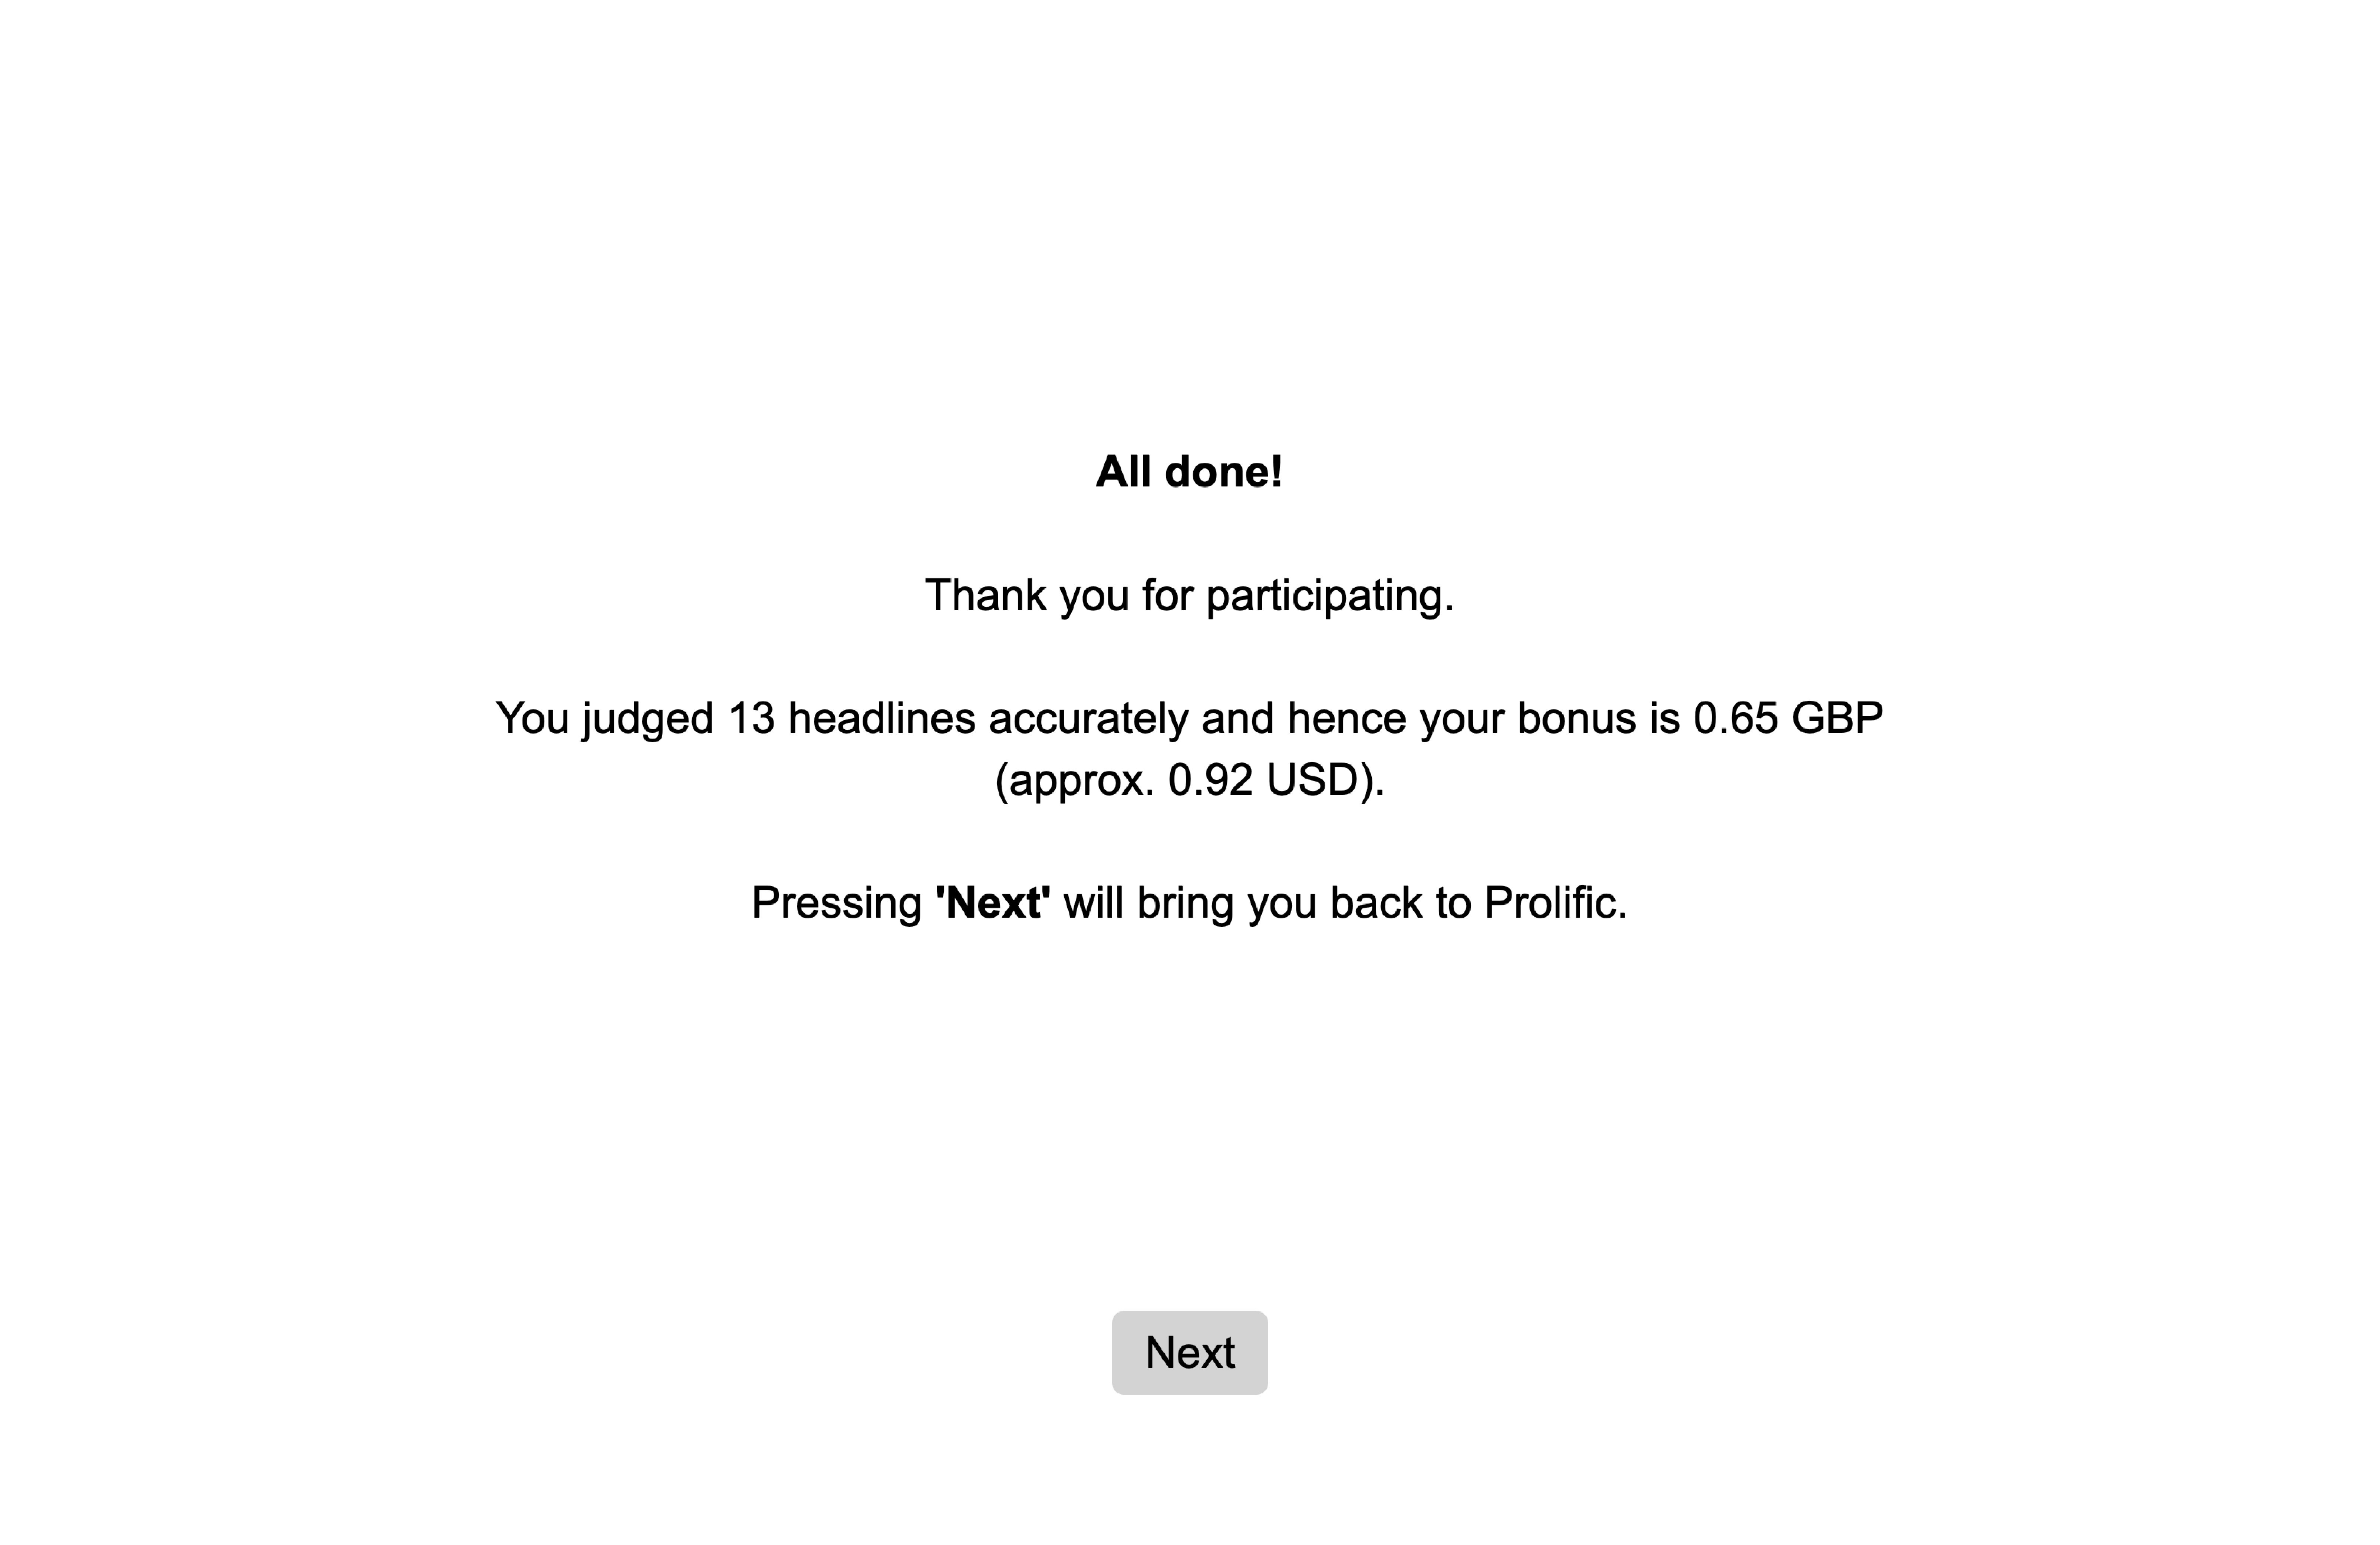 All done!
Thank you for participating.
You judged 13 headlines accurately and hence your bonus is 0.65 GBP
(approx. 0.92 USD).
Pressing 'Next' will bring you back to Prolific.
Next